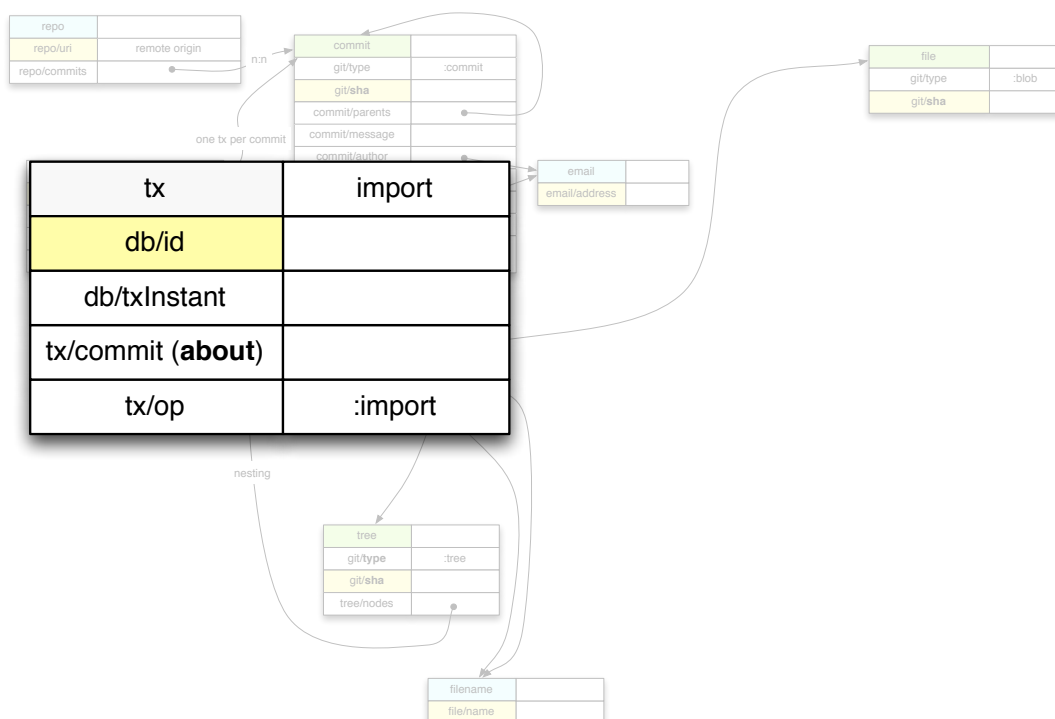 repo
repo/uri remote origin
repo/commits
n:n
commit
git/type :commit
git/sha
commit/parents
commit/message
commit/author
one tx per commit
file
git/type :blob
git/sha
email
email/address
tx import
db/id
db/txInstant
tx/commit (about)
tx/op :import
nesting
tree
git/type :tree
git/sha
tree/nodes
filename
file/name